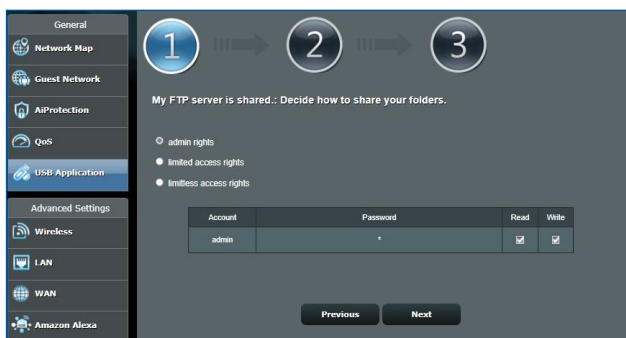 General
Network Map
Guest Network
AiProtection
QoS
USB Application
Advanced Settings
Wireless
LAN
WAN
Amazon Alexa
1
2
3
My FTP server is shared.: Decide how to share your folders.
admin rights
limited access rights
limitless access rights
Account Password Read Write
admin *
Previous Next